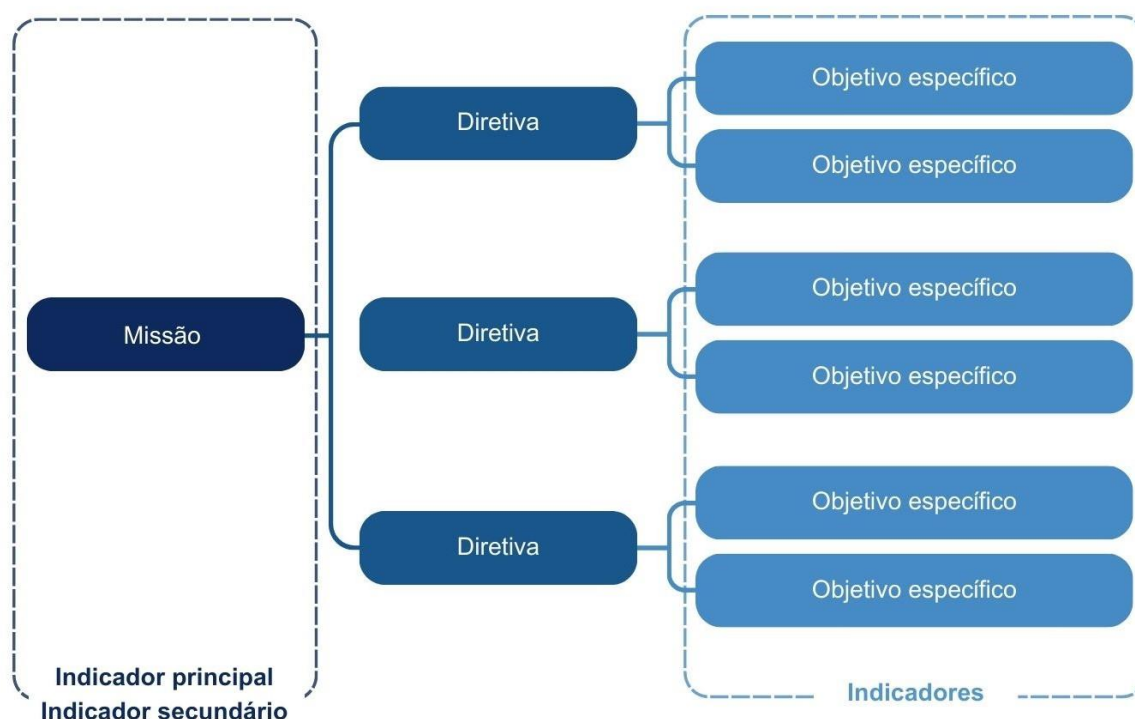 Missão
Indicador principal
Indicador secundário
Diretiva
Objetivo específico
Objetivo específico
Diretiva
Objetivo específico
Objetivo específico
Diretiva
Objetivo específico
Objetivo específico
Indicadores